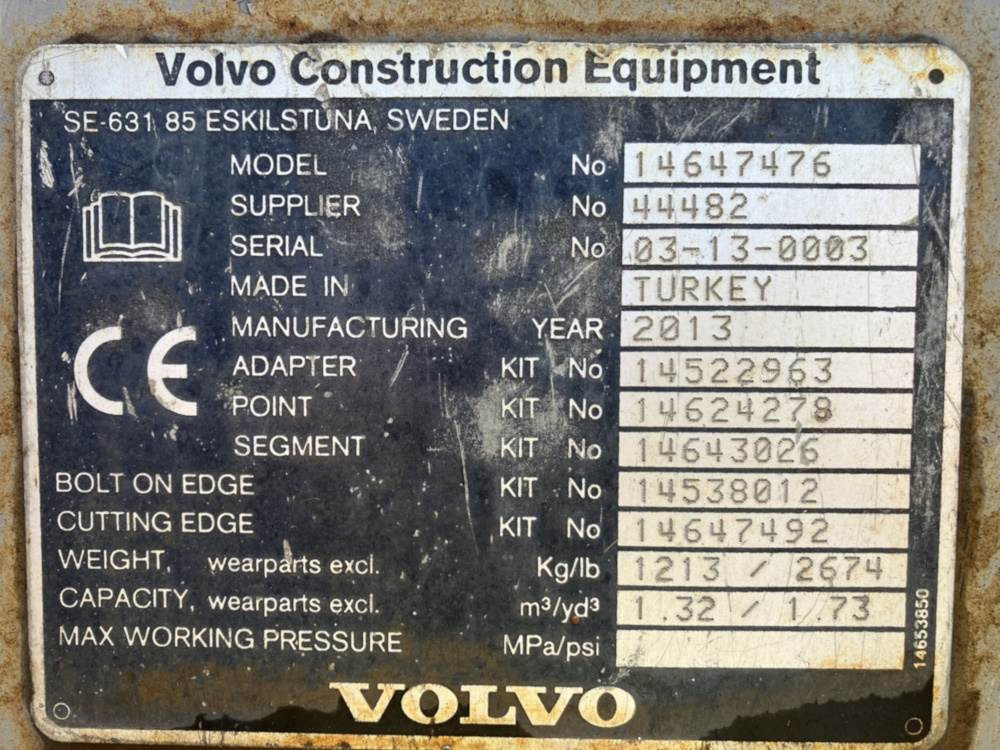 Volvo Construction Equipment
SE-631 85 ESKILSTUNA, SWEDEN
MODEL No 14647476
SUPPLIER No 44482
SERIAL No 03-13-0003
MADE IN TURKEY
MANUFACTURING YEAR 2013
CE
ADAPTER KIT No 14522963
POINT KIT No 14624278
SEGMENT KIT No 14643026
BOLT ON EDGE KIT No 14538012
CUTTING EDGE KIT No 14647492
WEIGHT, wearparts excl. Kg/lb 1213 / 2674
CAPACITY, wearparts excl. m³/yd³ 1.32 / 1.73
MAX WORKING PRESSURE MPa/psi
14653850
VOLVO